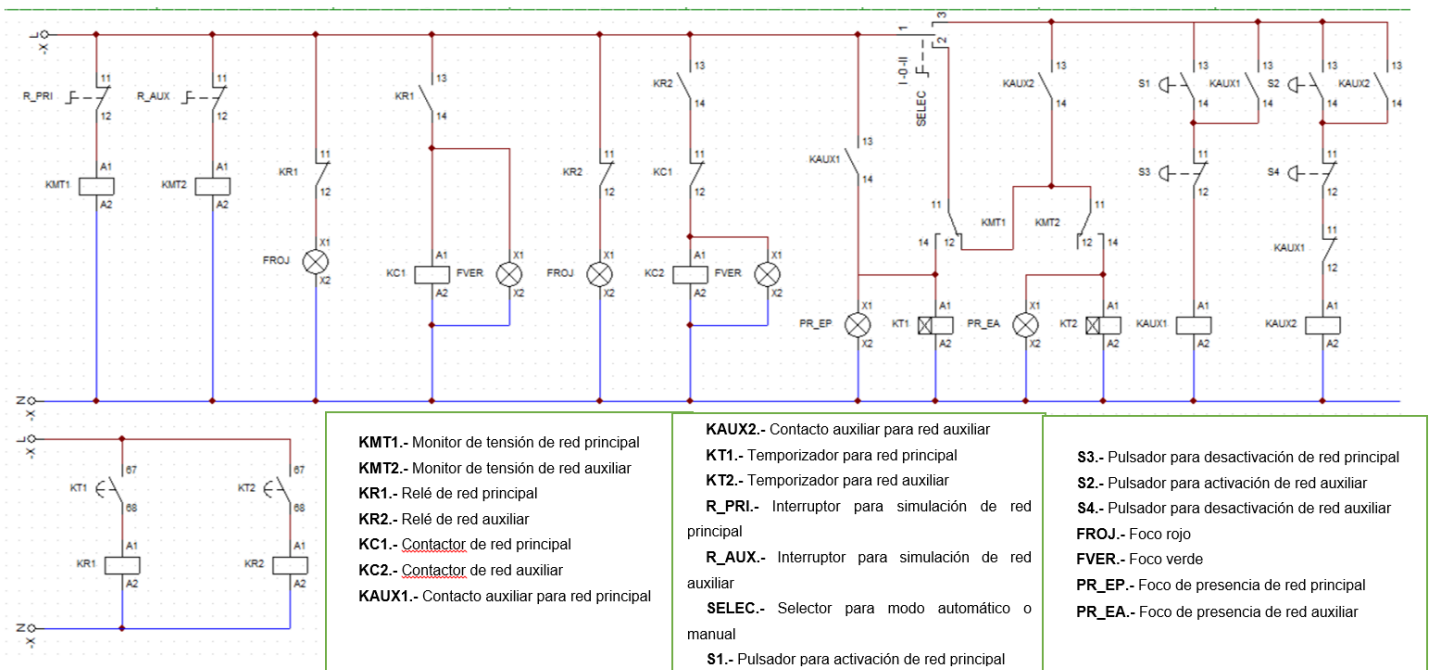 L
-X
R_PRI
11
12
A1
KMT1
A2
R_AUX
11
12
A1
KMT2
A2
KR1
11
12
FROJ
X1
X2
KR1
13
14
KC1
A1
A2
FVER
X1
X2
KR2
11
12
FROJ
X1
X2
KR2
13
14
KC1
11
12
KC2
A1
A2
FVER
X1
X2
KAUX1
13
14
PR_EP
X1
X2
1
3
2
I-0-II
SELEC
11
KMT1
14
12
KT1
A1
A2
KAUX2
13
14
KMT2
11
12
14
PR_EA
X1
X2
KT2
A1
A2
S1
13
14
KAUX1
13
14
S3
11
12
KAUX1
A1
A2
S2
13
14
KAUX2
13
14
S4
11
12
KAUX1
11
12
KAUX2
A1
A2
N
-X
L
-X
KT1
67
68
KR1
A1
A2
KT2
67
68
KR2
A1
A2
N
-X
KMT1.- Monitor de tensión de red principal
KMT2.- Monitor de tensión de red auxiliar
KR1.- Relé de red principal
KR2.- Relé de red auxiliar
KC1.- Contactor de red principal
KC2.- Contactor de red auxiliar
KAUX1.- Contacto auxiliar para red principal
KAUX2.- Contacto auxiliar para red auxiliar
KT1.- Temporizador para red principal
KT2.- Temporizador para red auxiliar
R_PRI.- Interruptor para simulación de red
principal
R_AUX.- Interruptor para simulación de red
auxiliar
SELEC.- Selector para modo automático o
manual
S1.- Pulsador para activación de red principal
S3.- Pulsador para desactivación de red principal
S2.- Pulsador para activación de red auxiliar
S4.- Pulsador para desactivación de red auxiliar
FROJ.- Foco rojo
FVER.- Foco verde
PR_EP.- Foco de presencia de red principal
PR_EA.- Foco de presencia de red auxiliar